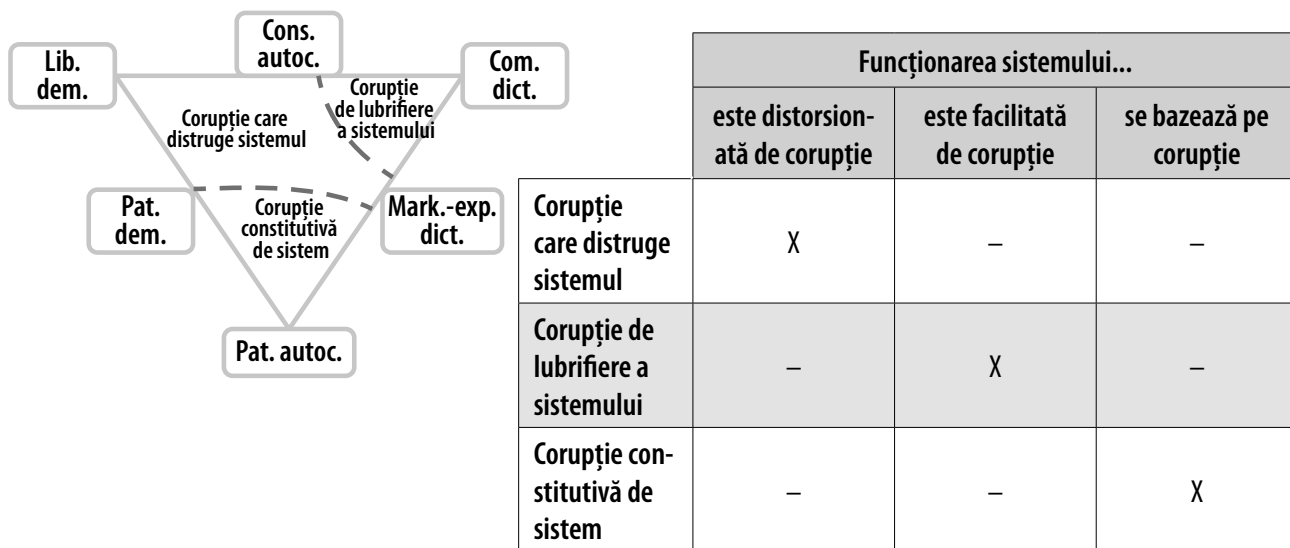 Lib.
dem.
Cons.
autoc.
Com.
dict.
Corupție care
distruge sistemul
Corupție
de lubrifiere
a sistemului
Pat.
dem.
Corupție
constitutivă
de sistem
Mark.-exp.
dict.
Pat. autoc.
Funcționarea sistemului...
este distorsion-
ată de corupție
este facilitată
de corupție
se bazează pe
corupție
Corupție
care distruge
sistemul
X
–
–
Corupție de
lubrifiere a
sistemului
–
X
–
Corupție con-
stitutivă de
sistem
–
–
X